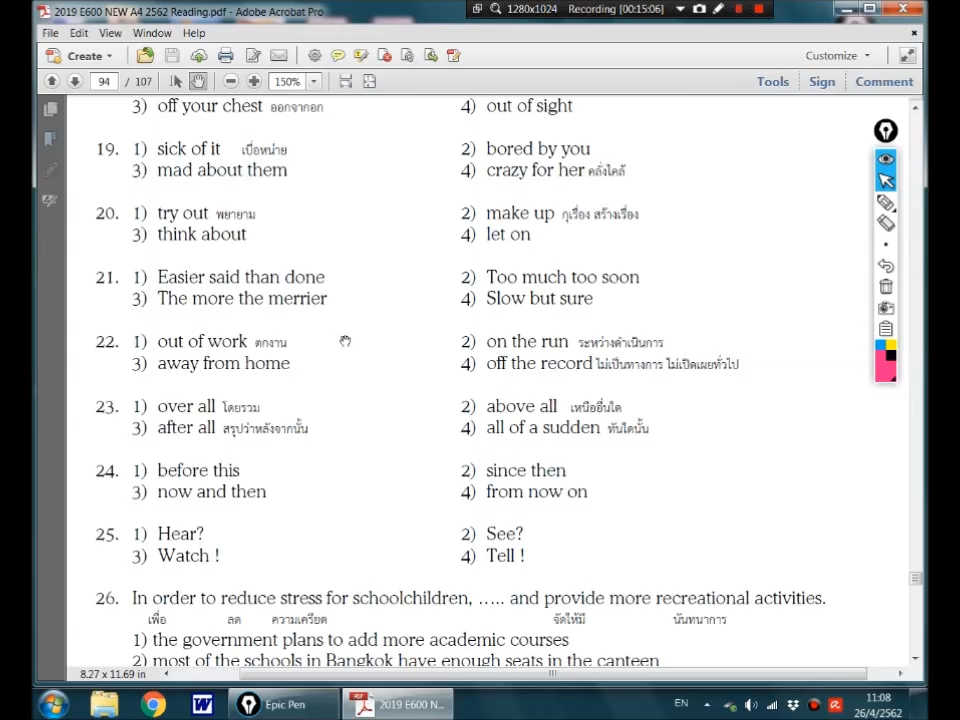 2019 E600 NEW A4 2562 Reading.pdf - Adobe Acrobat Pro
1280x1024 Recording [00:15:06]
File Edit View Window Help
Create Customize
94 / 107 150% Tools Sign Comment
3) off your chest ออกจากอก 4) out of sight
19. 1) sick of it เบื่อหน่าย 2) bored by you
3) mad about them 4) crazy for her คลั่งไคล้
20. 1) try out พยายาม 2) make up กุเรื่อง สร้างเรื่อง
3) think about 4) let on
21. 1) Easier said than done 2) Too much too soon
3) The more the merrier 4) Slow but sure
22. 1) out of work ตกงาน 2) on the run ระหว่างดำเนินการ
3) away from home 4) off the record ไม่เป็นทางการ ไม่เปิดเผยทั่วไป
23. 1) over all โดยรวม 2) above all เหนืออื่นใด
3) after all สรุปว่าหลังจากนั้น 4) all of a sudden ทันใดนั้น
24. 1) before this 2) since then
3) now and then 4) from now on
25. 1) Hear? 2) See?
3) Watch ! 4) Tell !
26. In order to reduce stress for schoolchildren, ..... and provide more recreational activities.
เพื่อ ลด ความเครียด จัดให้มี นันทนาการ
1) the government plans to add more academic courses
2) most of the schools in Bangkok have enough seats in the canteen
8.27 x 11.69 in
Epic Pen 2019 E600 N... EN 11:08
26/4/2562